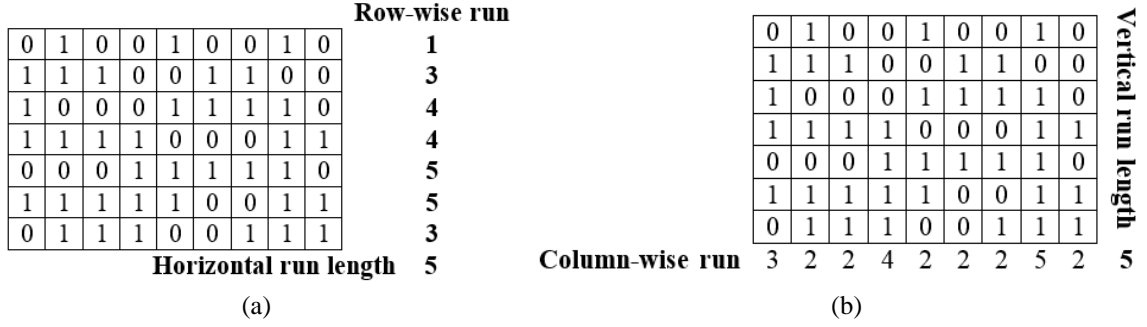 Row-wise run
0 1 0 0 1 0 0 1 0 1
1 1 1 0 0 1 1 0 0 3
1 0 0 0 1 1 1 1 0 4
1 1 1 1 0 0 0 1 1 4
0 0 0 1 1 1 1 1 0 5
1 1 1 1 1 0 0 1 1 5
0 1 1 1 0 0 1 1 1 3
Horizontal run length 5
(a)
0 1 0 0 1 0 0 1 0
1 1 1 0 0 1 1 0 0
1 0 0 0 1 1 1 1 0
1 1 1 1 0 0 0 1 1
0 0 0 1 1 1 1 1 0
1 1 1 1 1 0 0 1 1
0 1 1 1 0 0 1 1 1
Vertical run length
Column-wise run 3 2 2 4 2 2 2 5 2 5
(b)